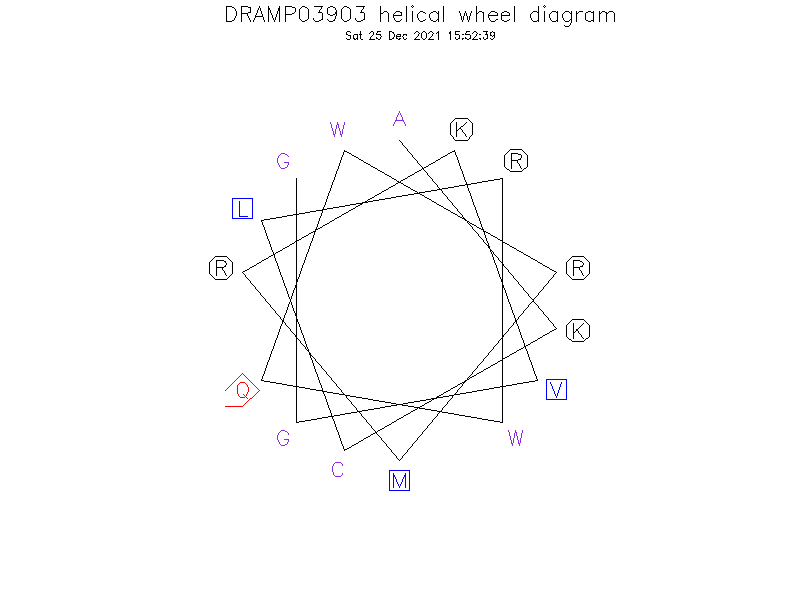 DRAMP03903 helical wheel diagram
Sat 25 Dec 2021 15:52:39
A
W
K
G
R
L
R
R
K
Q
V
G
W
C
M